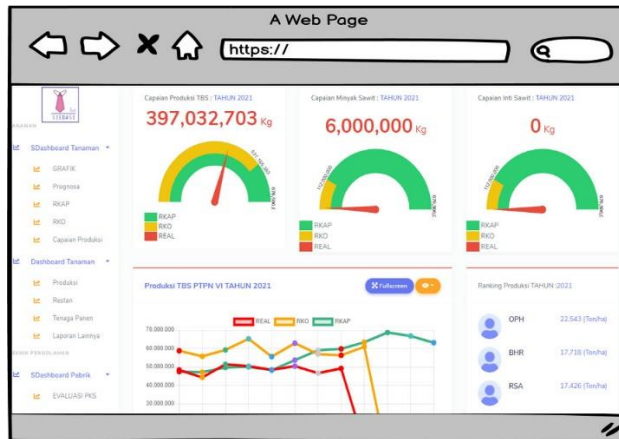 A Web Page
https://
Capaian Produksi TBS : TAHUN 2021
397,032,703 Kg
RKAP
RKO
REAL
Capaian Minyak Sawit : TAHUN 2021
6,000,000 Kg
RKAP
RKO
REAL
Capaian Inti Sawit : TAHUN 2021
0 Kg
RKAP
RKO
REAL
SDashboard Tanaman
GRAFIK
Prognosa
RKAP
RKO
Capaian Produksi
Dashboard Tanaman
Produksi
Restan
Tenaga Panen
Laporan Lainnya
SDashboard Pabrik
EVALUASI PKS
Produksi TBS PTPN VI TAHUN 2021
Fullscreen
REAL RKO RKAP
70.000.000
60.000.000
50.000.000
40.000.000
30.000.000
Ranking Produksi TAHUN :2021
OPH 22.543 (Ton/ha)
BHR 17.716 (Ton/ha)
RSA 17.426 (Ton/ha)